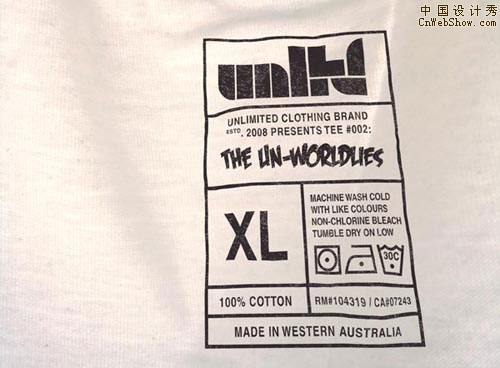 中国设计秀
CnWebShow.com
unltd
UNLIMITED CLOTHING BRAND
ESTD. 2008 PRESENTS TEE #002:
THE UN-WORLDLIES
XL
MACHINE WASH COLD
WITH LIKE COLOURS
NON-CHLORINE BLEACH
TUMBLE DRY ON LOW
30C
100% COTTON
RM#104319 / CA#07243
MADE IN WESTERN AUSTRALIA